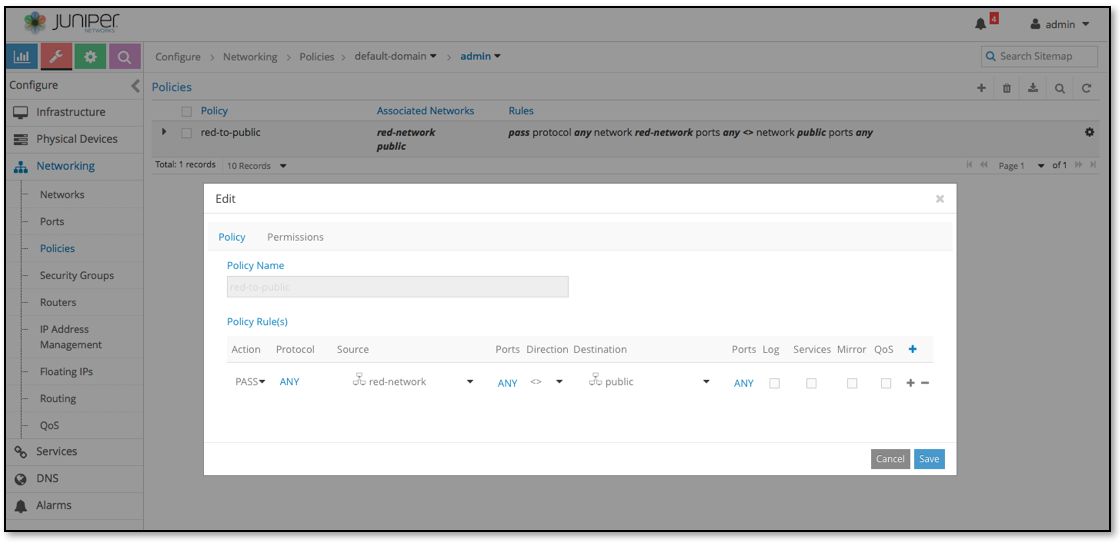 JUNIPER
NETWORKS
4
admin
Configure > Networking > Policies > default-domain > admin
Search Sitemap
Configure
Infrastructure
Physical Devices
Networking
Networks
Ports
Policies
Security Groups
Routers
IP Address
Management
Floating IPs
Routing
QoS
Services
DNS
Alarms
Policies
Policy Associated Networks Rules
red-to-public red-network pass protocol any network red-network ports any <> network public ports any
public
Total: 1 records 10 Records Page 1 of 1
Edit
Policy Permissions
Policy Name
red-to-public
Policy Rule(s)
Action Protocol Source Ports Direction Destination Ports Log Services Mirror QoS
PASS ANY red-network ANY <> public ANY
Cancel Save